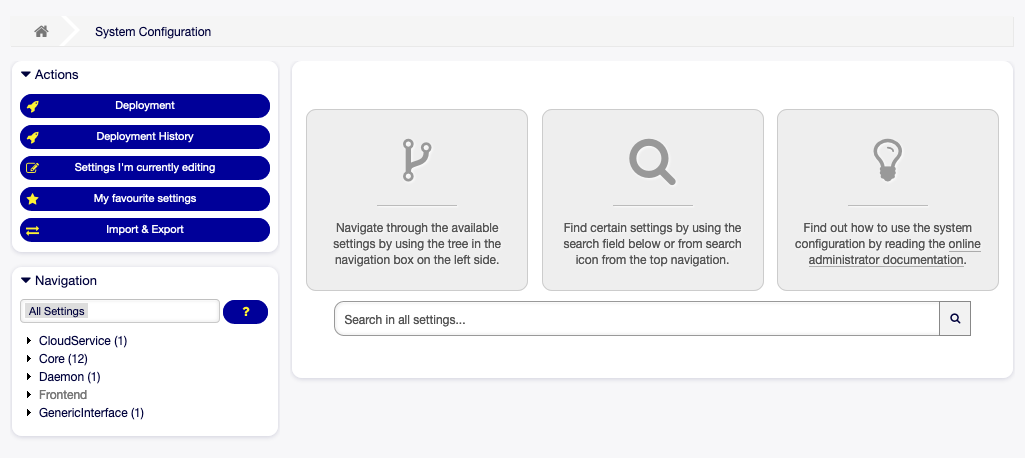 System Configuration
Actions
Deployment
Deployment History
Settings I'm currently editing
My favourite settings
Import & Export
Navigation
All Settings
?
CloudService (1)
Core (12)
Daemon (1)
Frontend
GenericInterface (1)
Navigate through the available
settings by using the tree in the
navigation box on the left side.
Find certain settings by using the
search field below or from search
icon from the top navigation.
Find out how to use the system
configuration by reading the online
administrator documentation.
Search in all settings...